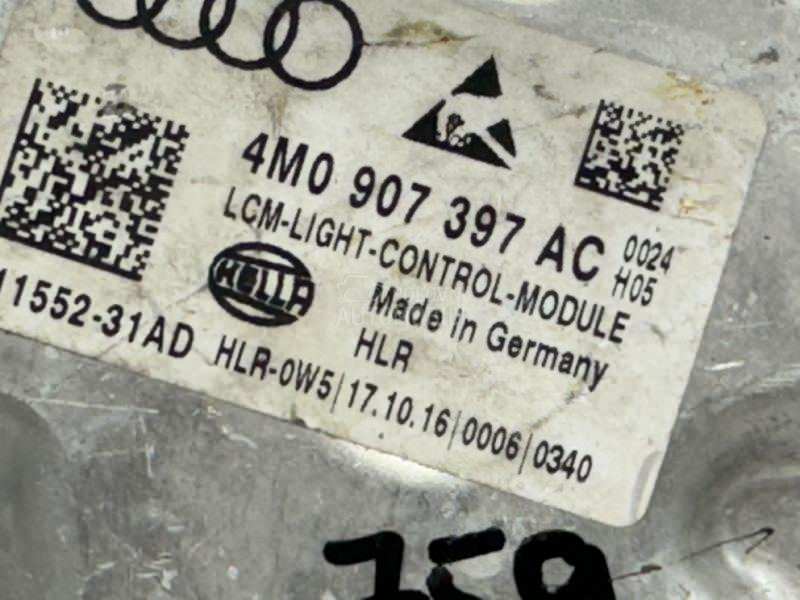 4M0 907 397 AC 0024
H05
LCM-LIGHT-CONTROL-MODULE
HELLA
Made in Germany
HLR
11552-31AD
HLR-0W5|17.10.16|0006|0340